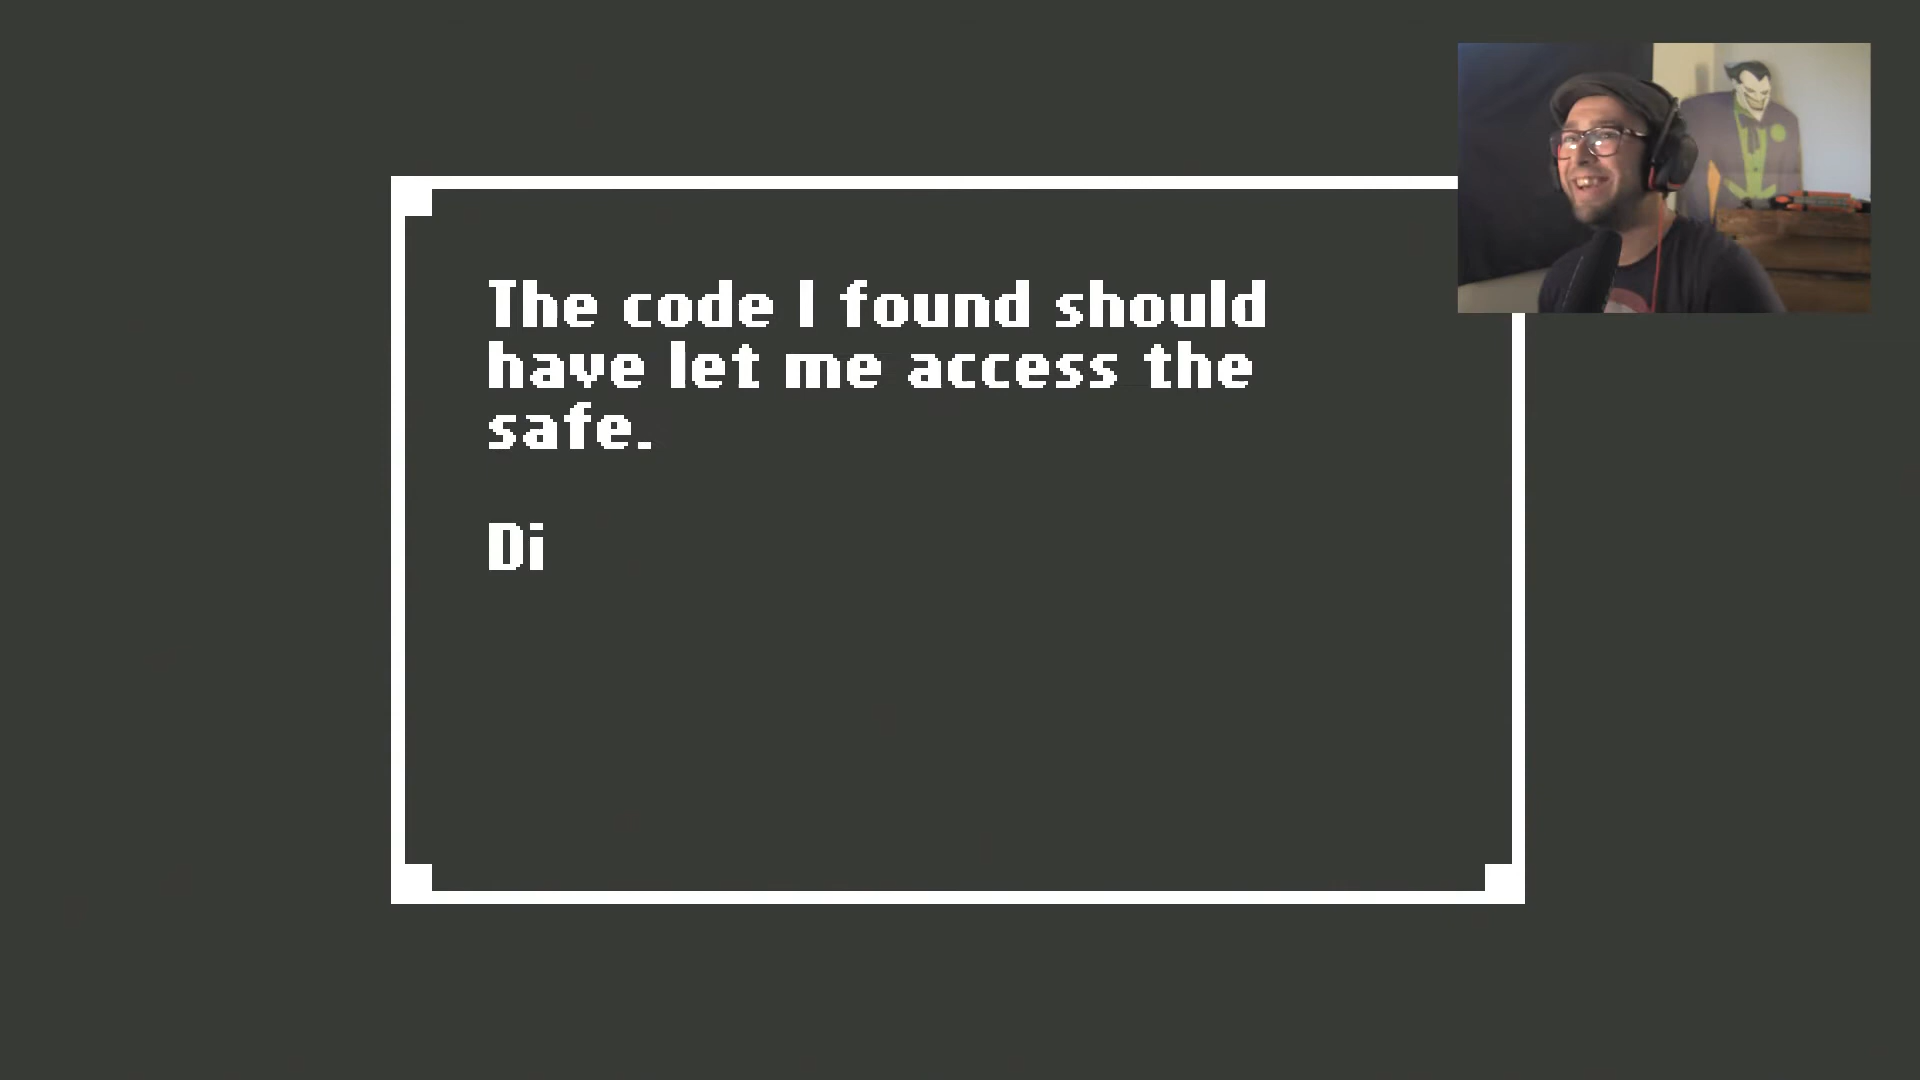 The code I found should
have let me access the
safe.
Di